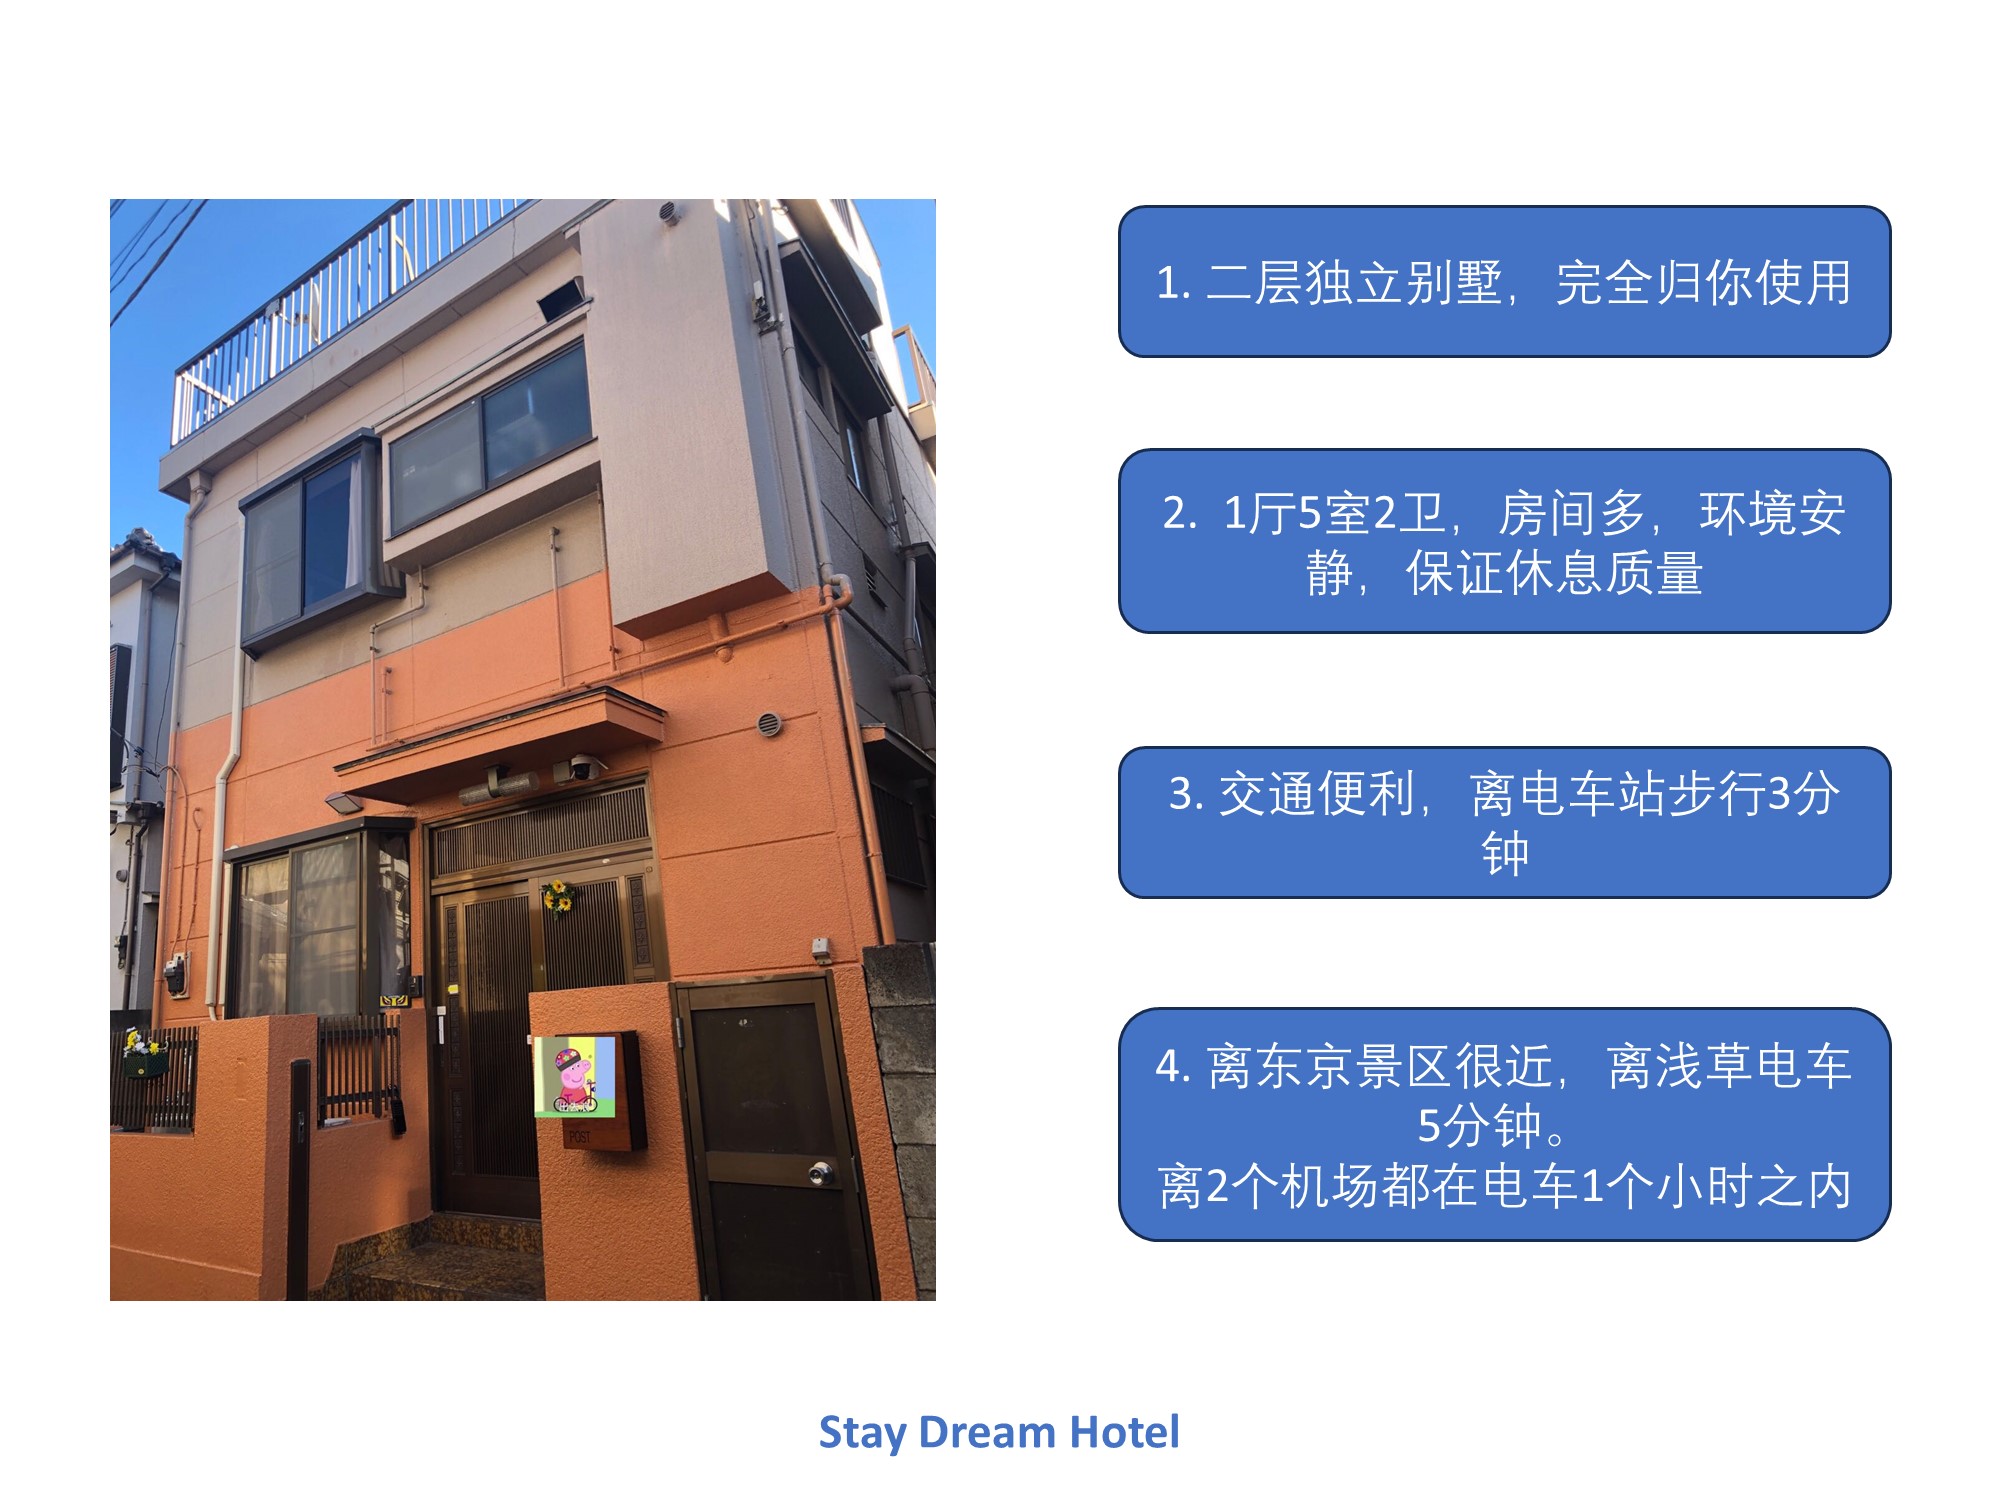 1. 二层独立别墅，完全归你使用
2. 1厅5室2卫，房间多，环境安
静，保证休息质量
3. 交通便利，离电车站步行3分
钟
4. 离东京景区很近，离浅草电车
5分钟。
离2个机场都在电车1个小时之内
POST
Stay Dream Hotel